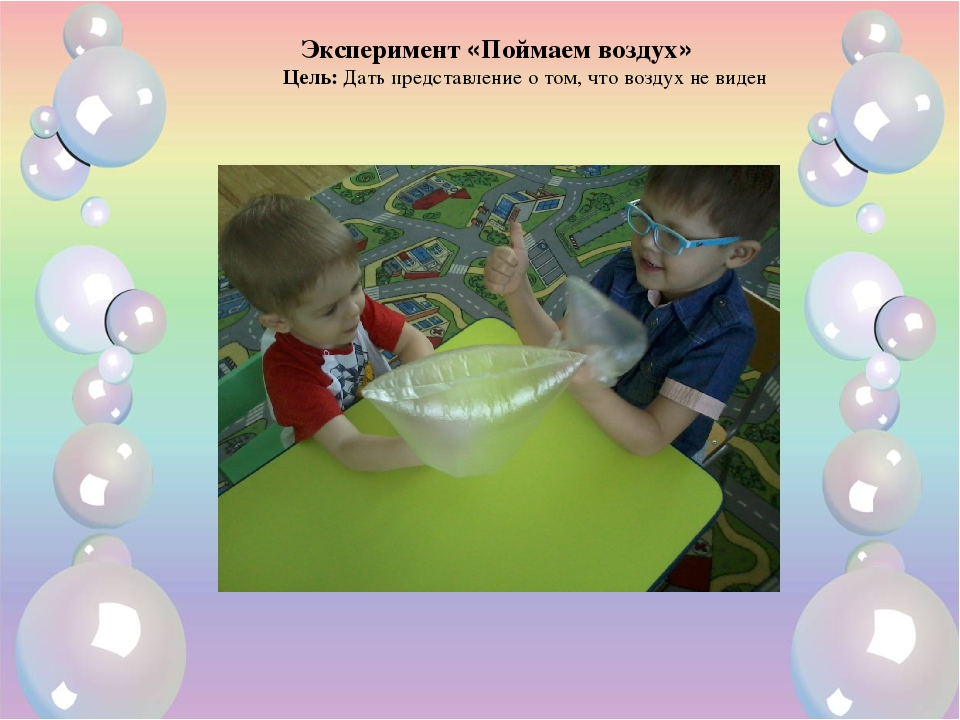 Эксперимент «Поймаем воздух»
Цель: Дать представление о том, что воздух не виден